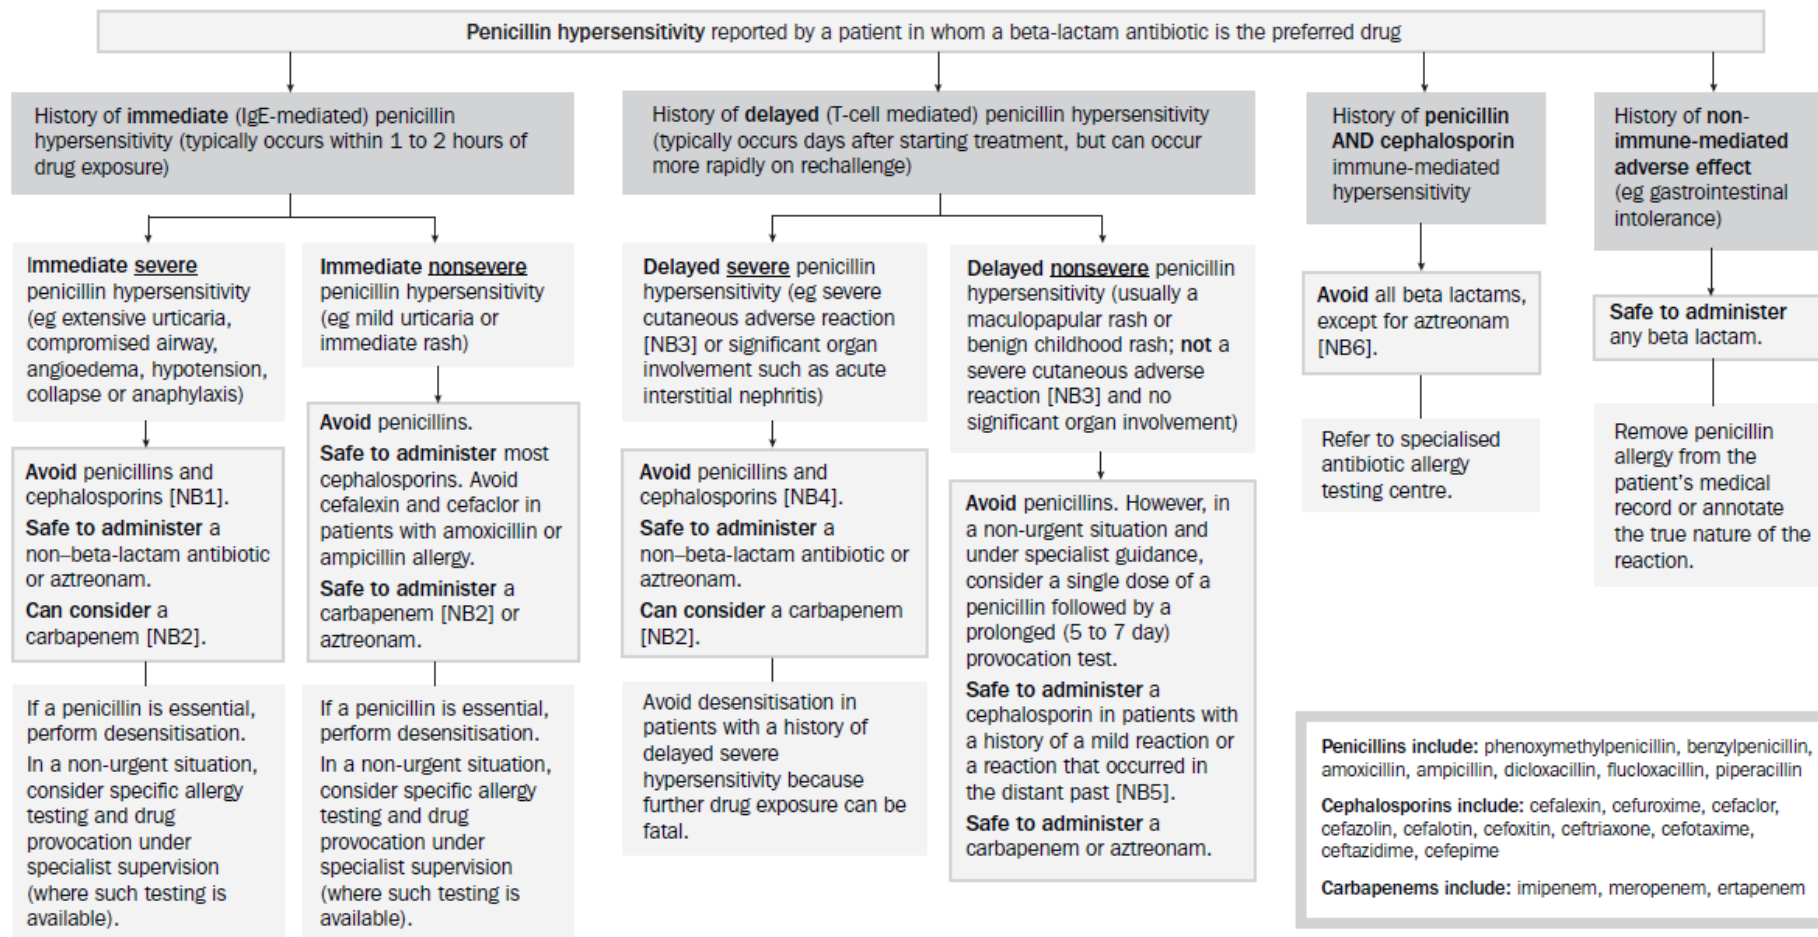 Penicillin hypersensitivity reported by a patient in whom a beta-lactam antibiotic is the preferred drug
History of immediate (IgE-mediated) penicillin
hypersensitivity (typically occurs within 1 to 2 hours of
drug exposure)
Immediate severe
penicillin hypersensitivity
(eg extensive urticaria,
compromised airway,
angioedema, hypotension,
collapse or anaphylaxis)
Avoid penicillins and
cephalosporins [NB1].
Safe to administer a
non–beta-lactam antibiotic
or aztreonam.
Can consider a
carbapenem [NB2].
If a penicillin is essential,
perform desensitisation.
In a non-urgent situation,
consider specific allergy
testing and drug
provocation under
specialist supervision
(where such testing is
available).
Immediate nonsevere
penicillin hypersensitivity
(eg mild urticaria or
immediate rash)
Avoid penicillins.
Safe to administer most
cephalosporins. Avoid
cefalexin and cefaclor in
patients with amoxicillin or
ampicillin allergy.
Safe to administer a
carbapenem [NB2] or
aztreonam.
If a penicillin is essential,
perform desensitisation.
In a non-urgent situation,
consider specific allergy
testing and drug
provocation under
specialist supervision
(where such testing is
available).
History of delayed (T-cell mediated) penicillin hypersensitivity
(typically occurs days after starting treatment, but can occur
more rapidly on rechallenge)
Delayed severe penicillin
hypersensitivity (eg severe
cutaneous adverse reaction
[NB3] or significant organ
involvement such as acute
interstitial nephritis)
Avoid penicillins and
cephalosporins [NB4].
Safe to administer a
non–beta-lactam antibiotic or
aztreonam.
Can consider a carbapenem
[NB2].
Avoid desensitisation in
patients with a history of
delayed severe
hypersensitivity because
further drug exposure can be
fatal.
Delayed nonsevere penicillin
hypersensitivity (usually a
maculopapular rash or
benign childhood rash; not a
severe cutaneous adverse
reaction [NB3] and no
significant organ involvement)
Avoid penicillins. However, in
a non-urgent situation and
under specialist guidance,
consider a single dose of a
penicillin followed by a
prolonged (5 to 7 day)
provocation test.
Safe to administer a
cephalosporin in patients with
a history of a mild reaction or
a reaction that occurred in
the distant past [NB5].
Safe to administer a
carbapenem or aztreonam.
History of penicillin
AND cephalosporin
immune-mediated
hypersensitivity
Avoid all beta lactams,
except for aztreonam
[NB6].
Refer to specialised
antibiotic allergy
testing centre.
History of non-
immune-mediated
adverse effect
(eg gastrointestinal
intolerance)
Safe to administer
any beta lactam.
Remove penicillin
allergy from the
patient's medical
record or annotate
the true nature of the
reaction.
Penicillins include: phenoxymethylpenicillin, benzylpenicillin,
amoxicillin, ampicillin, dicloxacillin, flucloxacillin, piperacillin
Cephalosporins include: cefalexin, cefuroxime, cefaclor,
cefazolin, cefalotin, cefoxitin, ceftriaxone, cefotaxime,
ceftazidime, cefepime
Carbapenems include: imipenem, meropenem, ertapenem